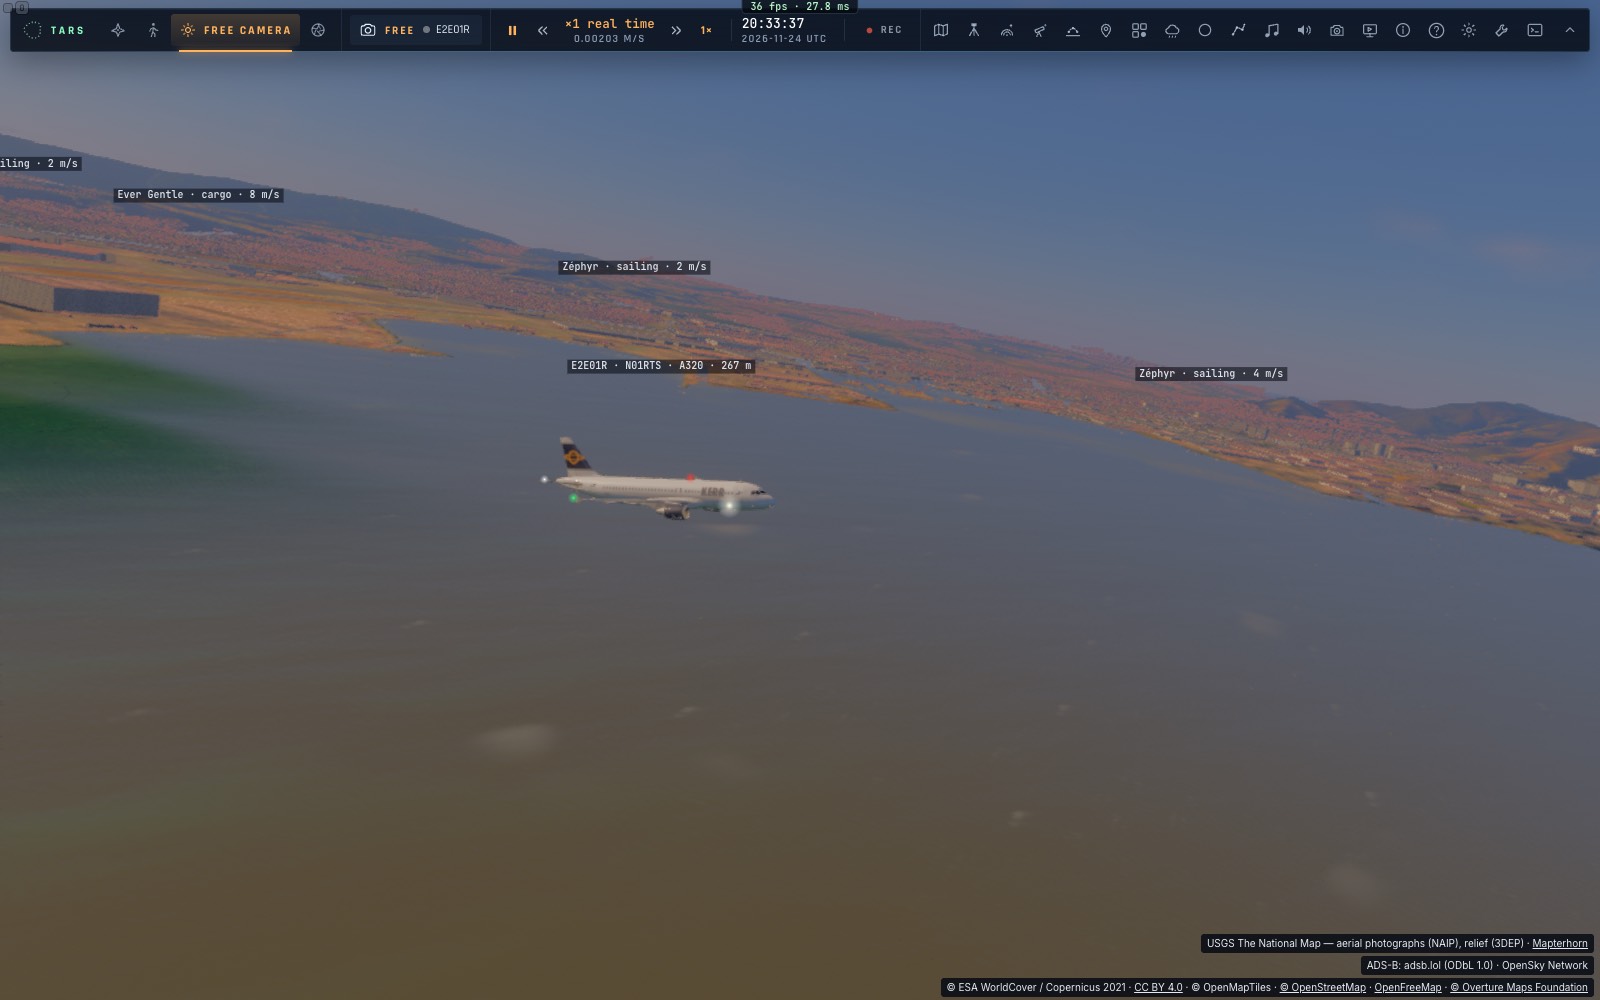 36 fps · 27.8 ms
TARS
FREE CAMERA
FREE
E2E01R
×1 real time
0.00203 M/S
1×
20:33:37
2026-11-24 UTC
REC
iling · 2 m/s
Ever Gentle · cargo · 8 m/s
Zéphyr · sailing · 2 m/s
E2E01R · N01RTS · A320 · 267 m
Zéphyr · sailing · 4 m/s
USGS The National Map — aerial photographs (NAIP), relief (3DEP) · Mapterhorn
ADS-B: adsb.lol (ODbL 1.0) · OpenSky Network
© ESA WorldCover / Copernicus 2021 · CC BY 4.0 · © OpenMapTiles · © OpenStreetMap · OpenFreeMap · © Overture Maps Foundation